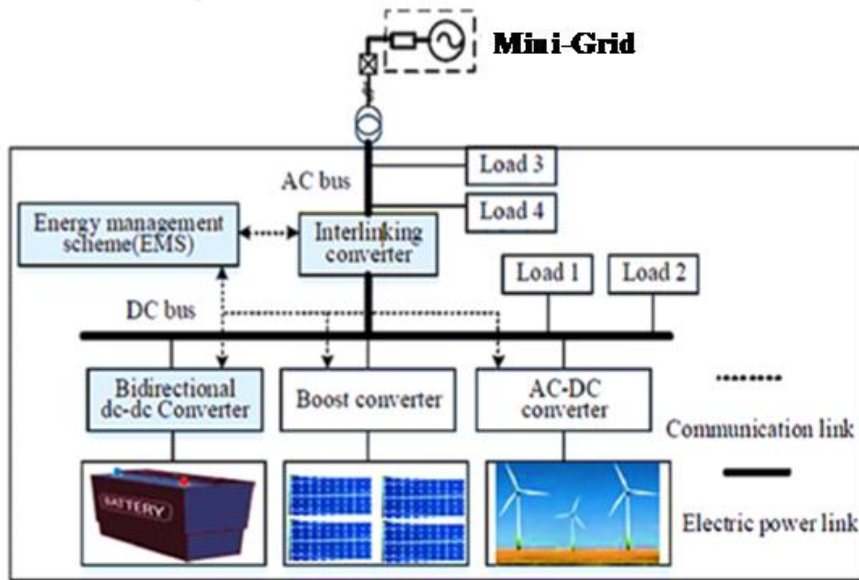 Mini-Grid
Load 3
AC bus
Load 4
Energy management
scheme(EMS)
Interlinking
converter
Load 1
Load 2
DC bus
Bidirectional
dc-dc Converter
Boost converter
AC-DC
converter
Communication link
BATTERY
Electric power link